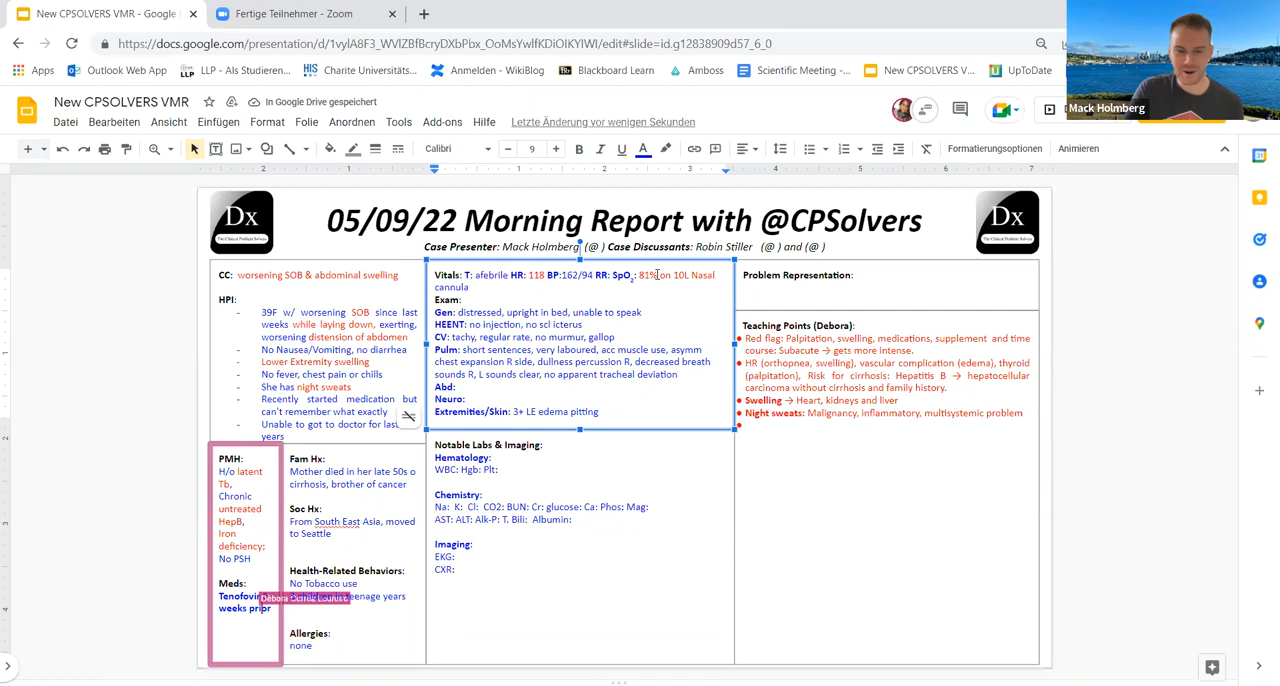 New CPSOLVERS VMR - Google
Fertige Teilnehmer - Zoom
https://docs.google.com/presentation/d/1vylA8F3_WVlZBfBcryDXbPbx_OoMsYwlfKDiOIKYIWI/edit#slide=id.g12838909d57_6_0
Apps
Outlook Web App
LLP - Als Studieren...
Charite Universitäts...
Anmelden - WikiBlog
Blackboard Learn
Amboss
Scientific Meeting -...
New CPSOLVERS V...
UpToDate
Mack Holmberg
New CPSOLVERS VMR
In Google Drive gespeichert
Datei Bearbeiten Ansicht Einfügen Format Folie Anordnen Tools Add-ons Hilfe
Letzte Änderung vor wenigen Sekunden
Calibri
9
Formatierungsoptionen
Animieren
Dx
The Clinical Problem Solvers
05/09/22 Morning Report with @CPSolvers
Case Presenter: Mack Holmberg (@ ) Case Discussants: Robin Stiller (@ ) and (@ )
Dx
The Clinical Problem Solvers
CC: worsening SOB & abdominal swelling
HPI:
- 39F w/ worsening SOB since last
weeks while laying down, exerting,
worsening distension of abdomen
- No Nausea/Vomiting, no diarrhea
- Lower Extremity swelling
- No fever, chest pain or chills
- She has night sweats
- Recently started medication but
can't remember what exactly
- Unable to got to doctor for last
years
PMH:
H/o latent
Tb,
Chronic
untreated
HepB,
Iron
deficiency;
No PSH
Meds:
Tenofovir
weeks prior
Fam Hx:
Mother died in her late 50s o
cirrhosis, brother of cancer
Soc Hx:
From South East Asia, moved
to Seattle
Health-Related Behaviors:
No Tobacco use
teenage years
Allergies:
none
Vitals: T: afebrile HR: 118 BP:162/94 RR: SpO2: 81% on 10L Nasal
cannula
Exam:
Gen: distressed, upright in bed, unable to speak
HEENT: no injection, no scl icterus
CV: tachy, regular rate, no murmur, gallop
Pulm: short sentences, very laboured, acc muscle use, asymm
chest expansion R side, dullness percussion R, decreased breath
sounds R, L sounds clear, no apparent tracheal deviation
Abd:
Neuro:
Extremities/Skin: 3+ LE edema pitting
Notable Labs & Imaging:
Hematology:
WBC: Hgb: Plt:
Chemistry:
Na: K: Cl: CO2: BUN: Cr: glucose: Ca: Phos: Mag:
AST: ALT: Alk-P: T. Bili: Albumin:
Imaging:
EKG:
CXR:
Problem Representation:
Teaching Points (Debora):
● Red flag: Palpitation, swelling, medications, supplement and time
course: Subacute → gets more intense.
● HR (orthopnea, swelling), vascular complication (edema), thyroid
(palpitation), Risk for cirrhosis: Hepatitis B → hepatocellular
carcinoma without cirrhosis and family history.
● Swelling → Heart, kidneys and liver
● Night sweats: Malignancy, inflammatory, multisystemic problem